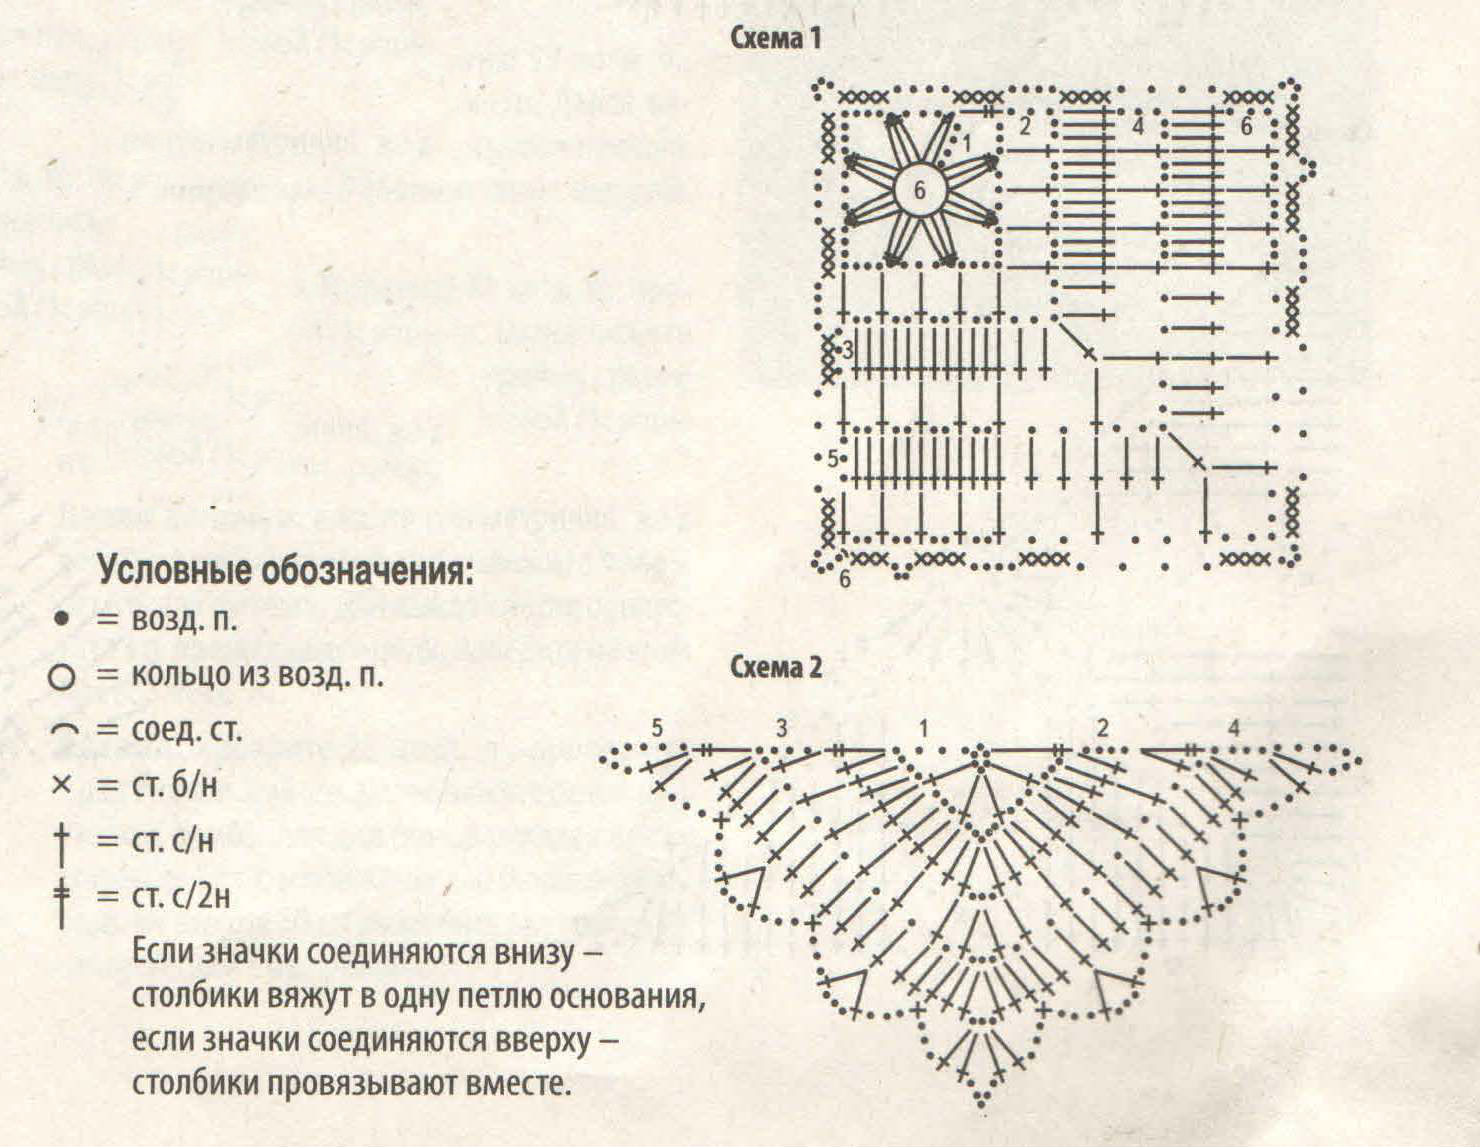 Схема 1
1
2
4
6
6
3
5
6
Условные обозначения:
= возд. п.
= кольцо из возд. п.
= соед. ст.
= ст. б/н
= ст. с/н
= ст. с/2н
Если значки соединяются внизу –
столбики вяжут в одну петлю основания,
если значки соединяются вверху –
столбики провязывают вместе.
Схема 2
5 3 1 2 4